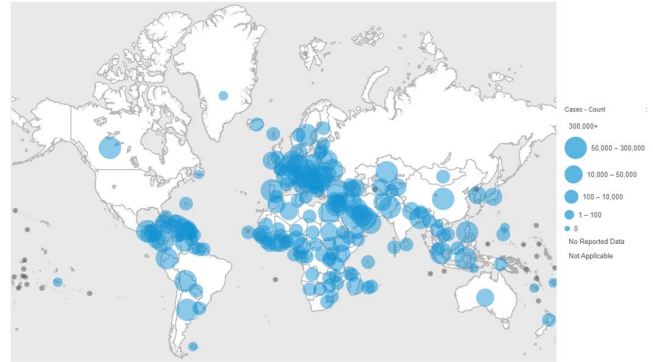 Cases - Count :
300,000+
50,000 – 300,000
10,000 – 50,000
100 – 10,000
1 – 100
0
No Reported Data
Not Applicable